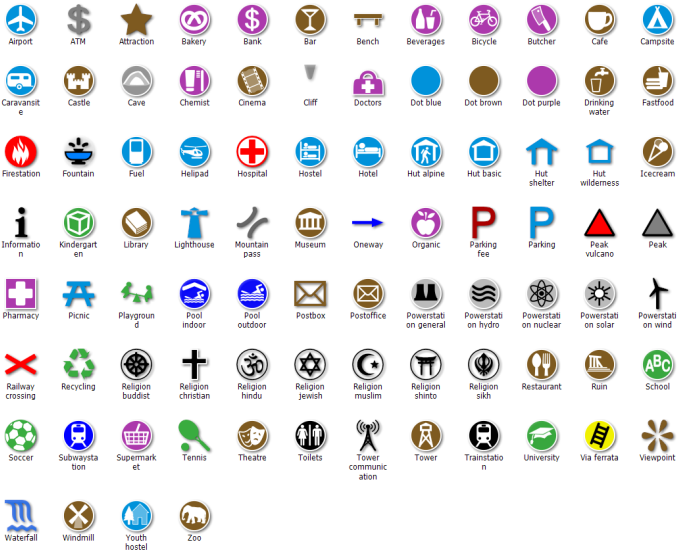 Airport ATM Attraction Bakery Bank Bar Bench Beverages Bicycle Butcher Cafe Campsite
Caravansit Castle Cave Chemist Cinema Cliff Doctors Dot blue Dot brown Dot purple Drinking Fastfood
e water
Firestation Fountain Fuel Helipad Hospital Hostel Hotel Hut alpine Hut basic Hut Hut Icecream
shelter wilderness
i P P
Informatio Kindergart Library Lighthouse Mountain Museum Oneway Organic Parking Parking Peak Peak
n en pass fee vulcano
Pharmacy Picnic Playgroun Pool Pool Postbox Postoffice Powerstati Powerstati Powerstati Powerstati Powerstati
d indoor outdoor on general on hydro on nuclear on solar on wind
ABC
Railway Recycling Religion Religion Religion Religion Religion Religion Religion Restaurant Ruin School
crossing buddist christian hindu jewish muslim shinto sikh
Soccer Subwaysta Supermark Tennis Theatre Toilets Tower Tower Trainstatio University Via ferrata Viewpoint
tion et communic n
ation
Waterfall Windmill Youth Zoo
hostel